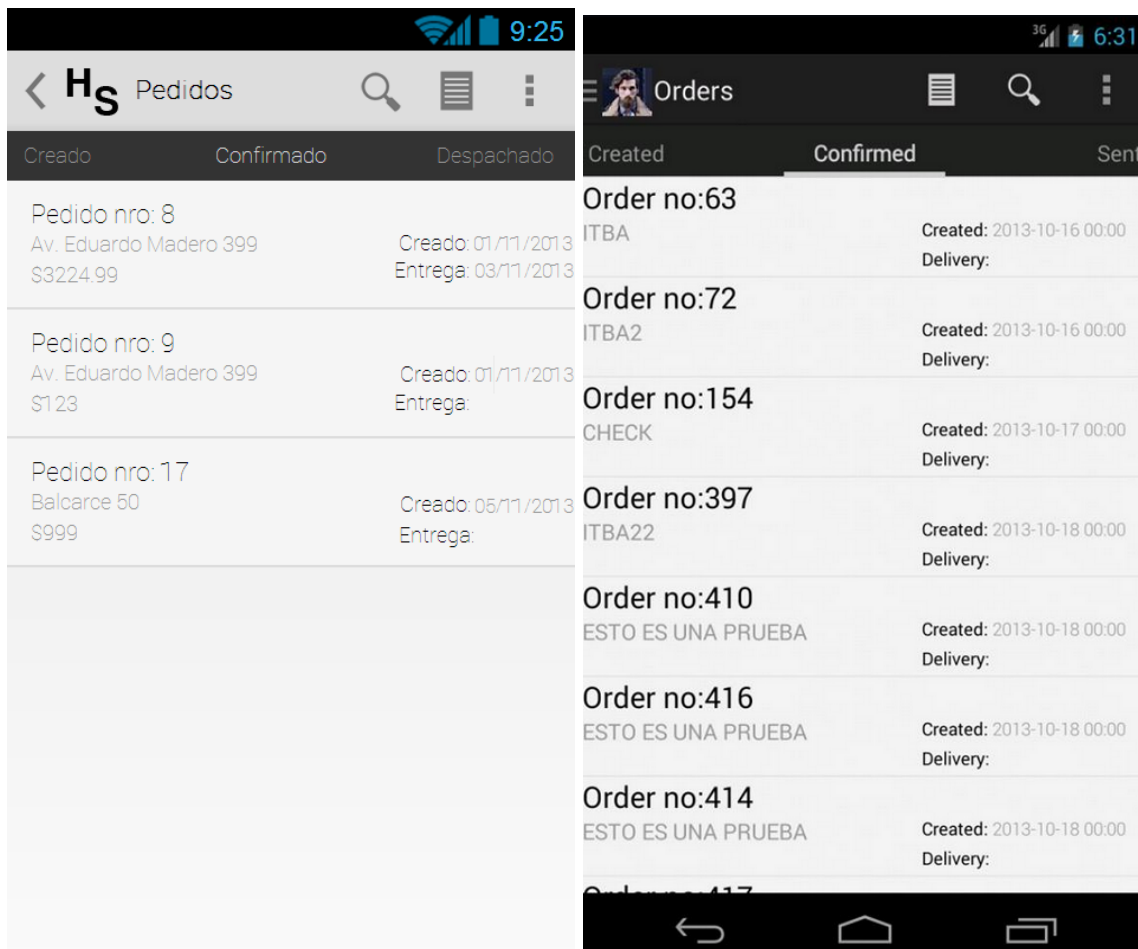 9:25
HS Pedidos
Creado Confirmado Despachado
Pedido nro: 8
Av. Eduardo Madero 399
Creado: 01/11/2013
$3224.99
Entrega: 03/11/2013
Pedido nro: 9
Av. Eduardo Madero 399
Creado: 01/11/2013
$123
Entrega:
Pedido nro: 17
Balcarce 50
Creado: 05/11/2013
$999
Entrega:
3G 6:31
Orders
Created Confirmed Sent
Order no:63
ITBA
Created: 2013-10-16 00:00
Delivery:
Order no:72
ITBA2
Created: 2013-10-16 00:00
Delivery:
Order no:154
CHECK
Created: 2013-10-17 00:00
Delivery:
Order no:397
ITBA22
Created: 2013-10-18 00:00
Delivery:
Order no:410
ESTO ES UNA PRUEBA
Created: 2013-10-18 00:00
Delivery:
Order no:416
ESTO ES UNA PRUEBA
Created: 2013-10-18 00:00
Delivery:
Order no:414
ESTO ES UNA PRUEBA
Created: 2013-10-18 00:00
Delivery:
Order no:417